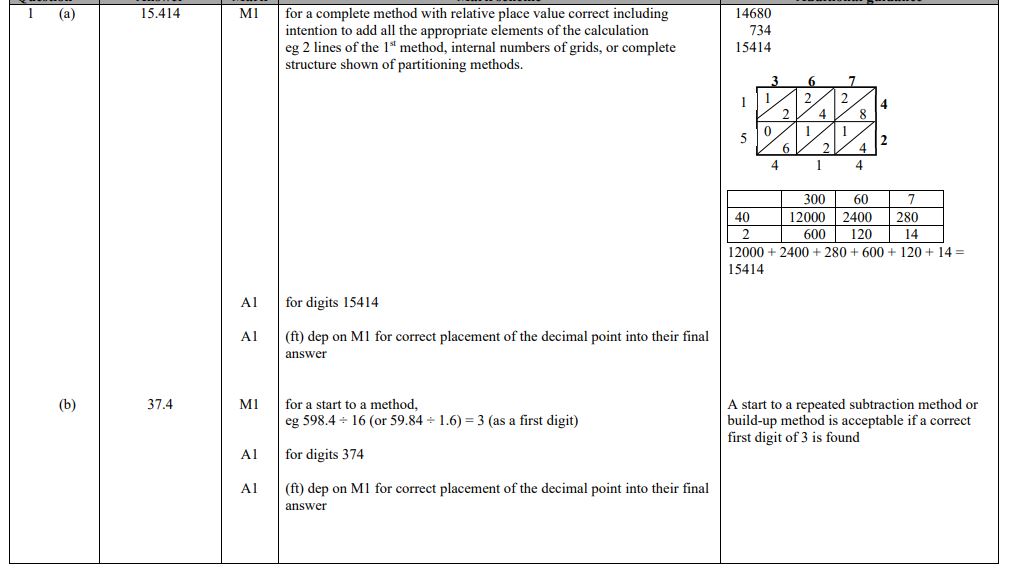 1 (a) 15.414 M1 for a complete method with relative place value correct including 14680
intention to add all the appropriate elements of the calculation 734
eg 2 lines of the 1st method, internal numbers of grids, or complete 15414
structure shown of partitioning methods.
3 6 7
1 1 2 2 4
2 4 8
5 0 1 1 2
6 2 4
4 1 4
300 60 7
40 12000 2400 280
2 600 120 14
12000 + 2400 + 280 + 600 + 120 + 14 =
15414
A1 for digits 15414
A1 (ft) dep on M1 for correct placement of the decimal point into their final
answer
(b) 37.4 M1 for a start to a method, A start to a repeated subtraction method or
eg 598.4 ÷ 16 (or 59.84 ÷ 1.6) = 3 (as a first digit) build-up method is acceptable if a correct
first digit of 3 is found
A1 for digits 374
A1 (ft) dep on M1 for correct placement of the decimal point into their final
answer